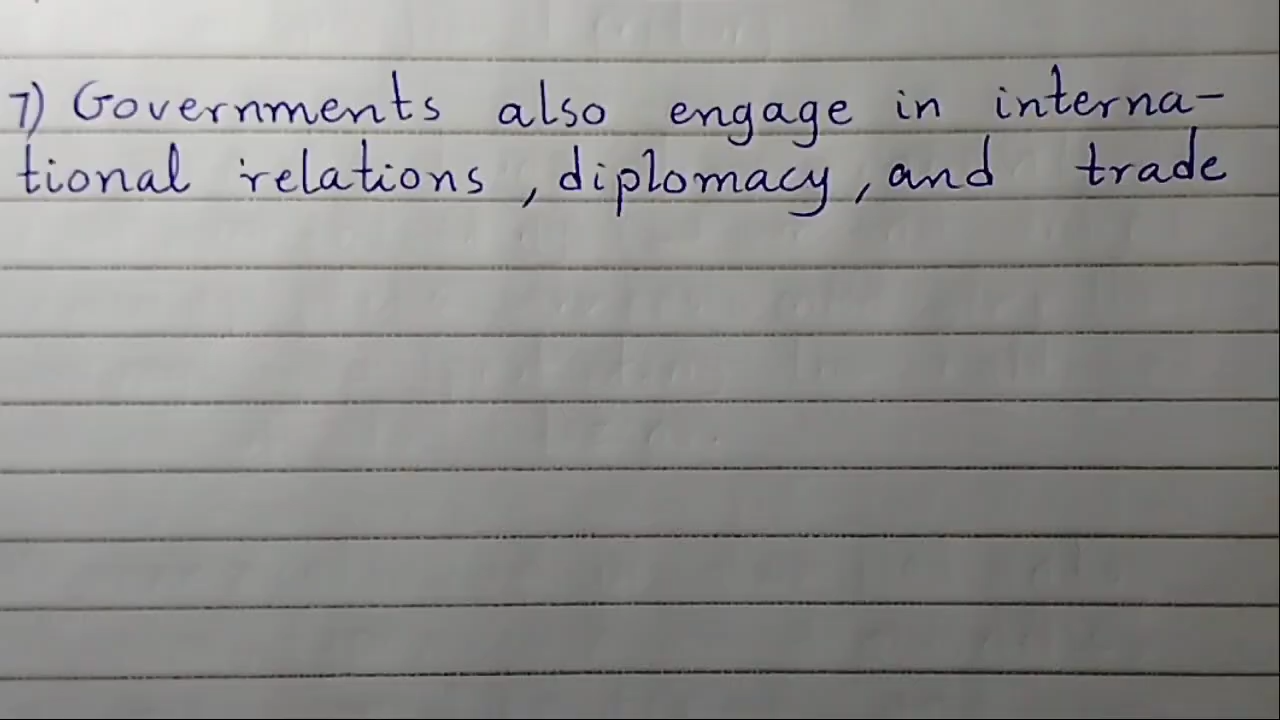 7) Governments also engage in interna-
tional relations, diplomacy, and trade